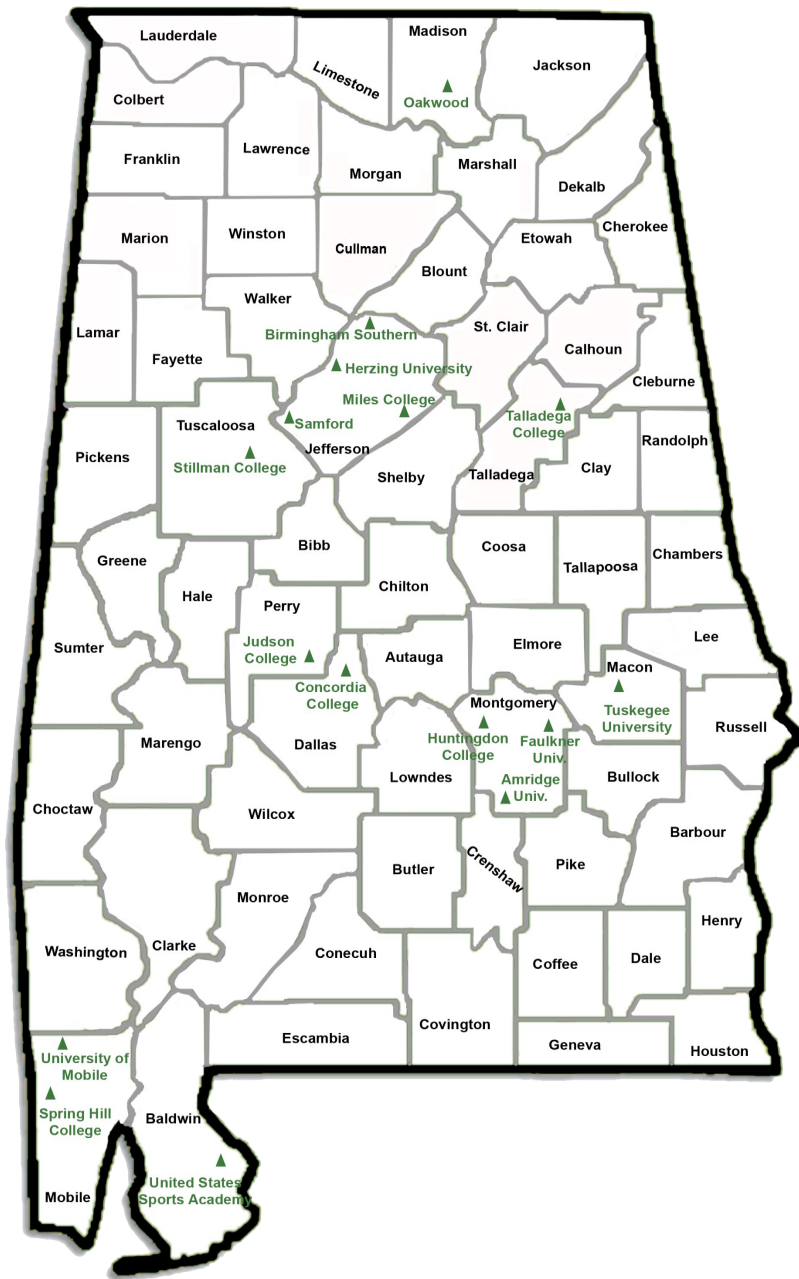 Lauderdale
Madison
Limestone
Jackson
Colbert
Oakwood
Lawrence
Franklin
Morgan
Marshall
Dekalb
Marion
Winston
Cullman
Etowah
Cherokee
Blount
Walker
Lamar
Birmingham Southern
St. Clair
Fayette
Calhoun
Herzing University
Cleburne
Miles College
Talladega
College
Tuscaloosa
Samford
Jefferson
Randolph
Pickens
Stillman College
Shelby
Talladega
Clay
Greene
Bibb
Coosa
Tallapoosa
Chambers
Hale
Perry
Chilton
Sumter
Judson
College
Autauga
Elmore
Lee
Macon
Concordia
College
Montgomery
Tuskegee
University
Marengo
Dallas
Huntingdon
College
Faulkner
Univ.
Russell
Lowndes
Amridge
Univ.
Bullock
Choctaw
Wilcox
Barbour
Butler
Crenshaw
Pike
Monroe
Henry
Washington
Clarke
Conecuh
Coffee
Dale
Escambia
Covington
Geneva
Houston
University of
Mobile
Spring Hill
College
Baldwin
United States
Sports Academy
Mobile